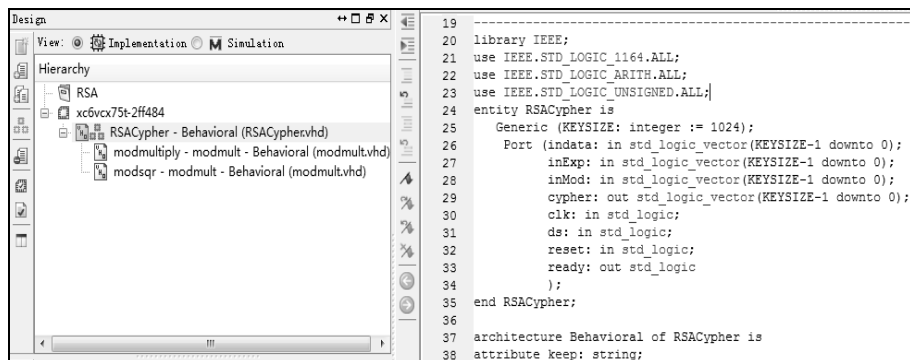 Design
View: Implementation Simulation
Hierarchy
RSA
xc6vcx75t-2ff484
RSACypher - Behavioral (RSACypher.vhd)
modmultiply - modmult - Behavioral (modmult.vhd)
modsqr - modmult - Behavioral (modmult.vhd)
19 ----------------------------------------------------------------
20 library IEEE;
21 use IEEE.STD_LOGIC_1164.ALL;
22 use IEEE.STD_LOGIC_ARITH.ALL;
23 use IEEE.STD_LOGIC_UNSIGNED.ALL;
24 entity RSACypher is
25 Generic (KEYSIZE: integer := 1024);
26 Port (indata: in std_logic_vector(KEYSIZE-1 downto 0);
27 inExp: in std_logic_vector(KEYSIZE-1 downto 0);
28 inMod: in std_logic_vector(KEYSIZE-1 downto 0);
29 cypher: out std_logic_vector(KEYSIZE-1 downto 0);
30 clk: in std_logic;
31 ds: in std_logic;
32 reset: in std_logic;
33 ready: out std_logic
34 );
35 end RSACypher;
36
37 architecture Behavioral of RSACypher is
38 attribute keep: string;